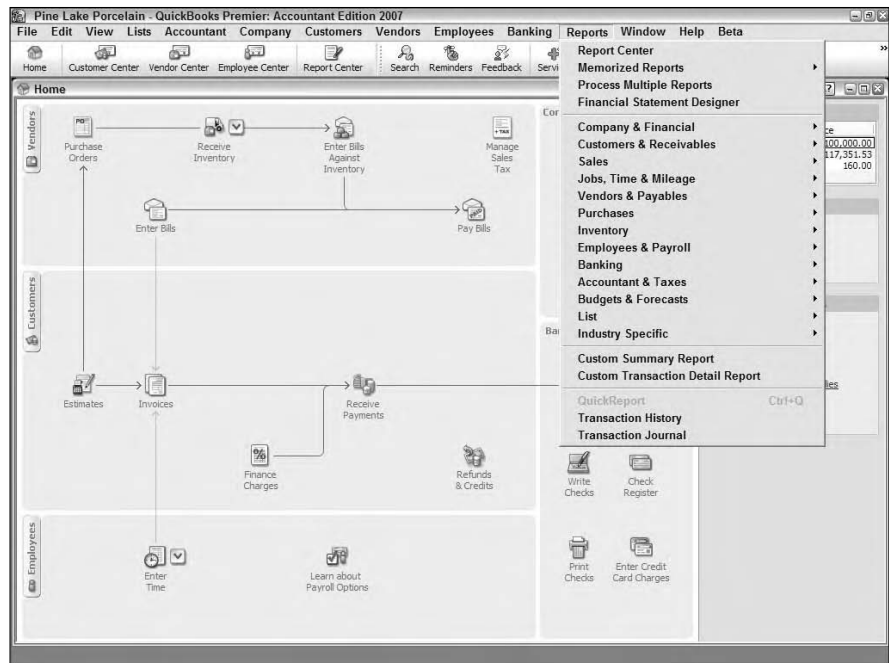 Pine Lake Porcelain - QuickBooks Premier: Accountant Edition 2007
File Edit View Lists Accountant Company Customers Vendors Employees Banking Reports Window Help Beta
Home Customer Center Vendor Center Employee Center Report Center Search Reminders Feedback Servi
Home
Vendors
PO
Purchase
Orders
Receive
Inventory
Enter Bills
Against
Inventory
+ TAX
Manage
Sales
Tax
Enter Bills
Pay Bills
Customers
Estimates
Invoices
Receive
Payments
Finance
Charges
Refunds
& Credits
Employees
Enter
Time
Learn about
Payroll Options
Write
Checks
Check
Register
Print
Checks
Enter Credit
Card Charges
Report Center
Memorized Reports
Process Multiple Reports
Financial Statement Designer
Company & Financial
Customers & Receivables
Sales
Jobs, Time & Mileage
Vendors & Payables
Purchases
Inventory
Employees & Payroll
Banking
Accountant & Taxes
Budgets & Forecasts
List
Industry Specific
Custom Summary Report
Custom Transaction Detail Report
QuickReport Ctrl+Q
Transaction History
Transaction Journal
100,000.00
117,351.53
160.00